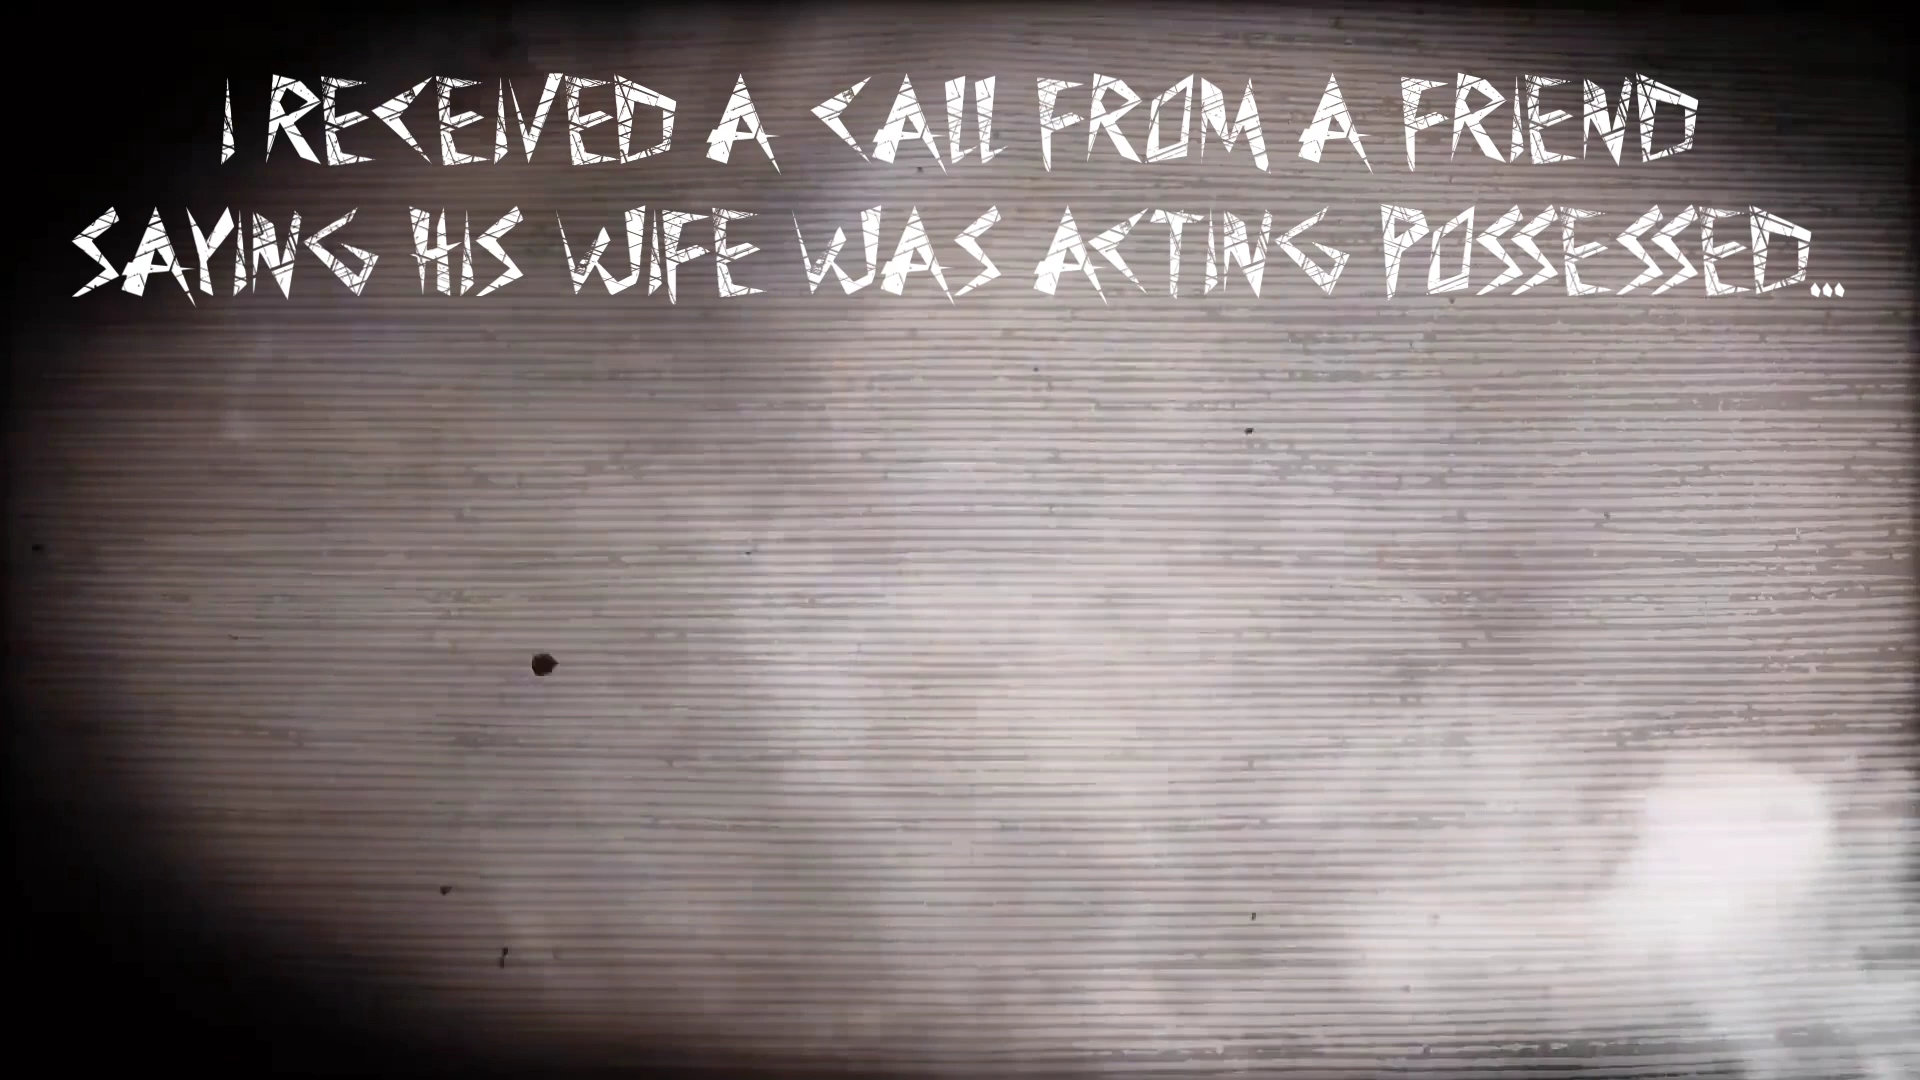 I RECEIVED A CALL FROM A FRIEND
SAYING HIS WIFE WAS ACTING POSSESSED...